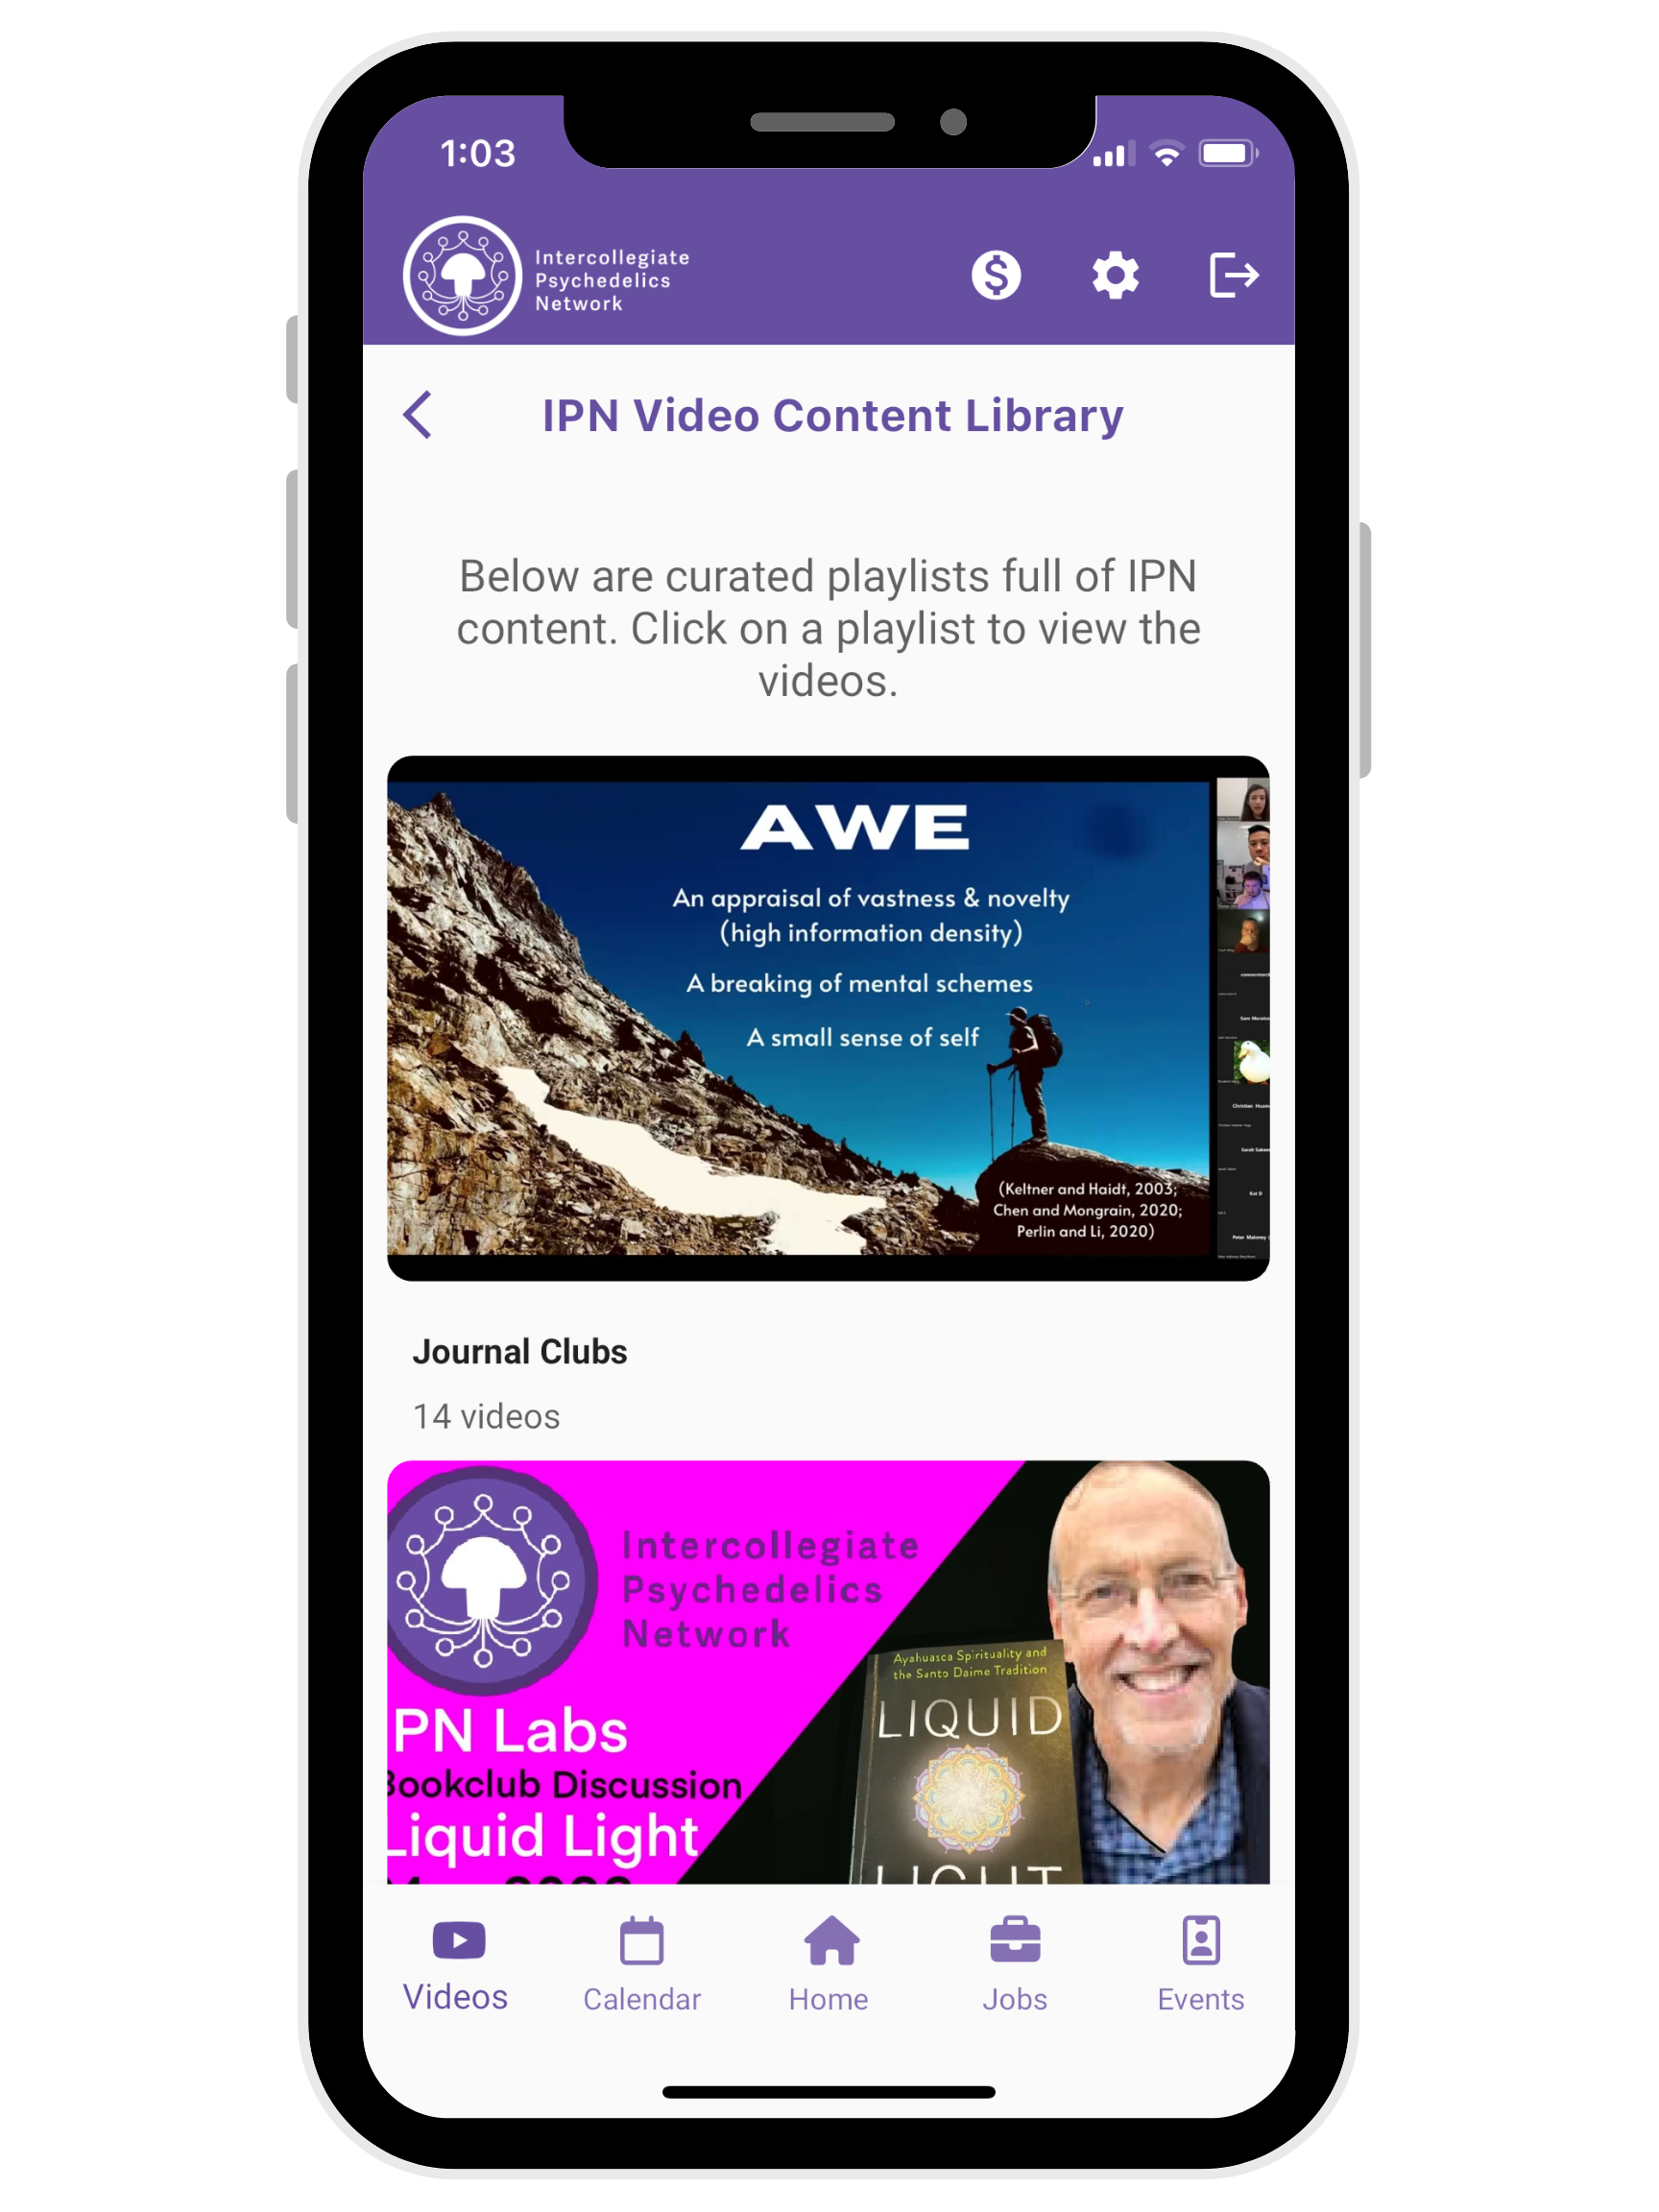 1:03
Intercollegiate
Psychedelics
Network
IPN Video Content Library
Below are curated playlists full of IPN
content. Click on a playlist to view the
videos.
AWE
An appraisal of vastness & novelty
(high information density)
A breaking of mental schemes
A small sense of self
(Keltner and Haidt, 2003;
Chen and Mongrain, 2020;
Perlin and Li, 2020)
Kat D
Peter Maloney
Journal Clubs
14 videos
Intercollegiate
Psychedelics
Network
PN Labs
Bookclub Discussion
Liquid Light
Ayahuasca Spirituality and
the Santo Daime Tradition
LIQUID
LIGHT
Videos
Calendar
Home
Jobs
Events